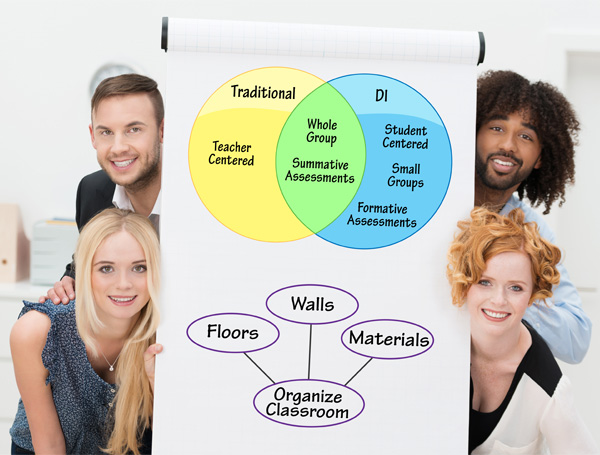 Traditional
DI
Teacher
Centered
Whole
Group
Summative
Assessments
Student
Centered
Small
Groups
Formative
Assessments
Walls
Floors
Materials
Organize
Classroom